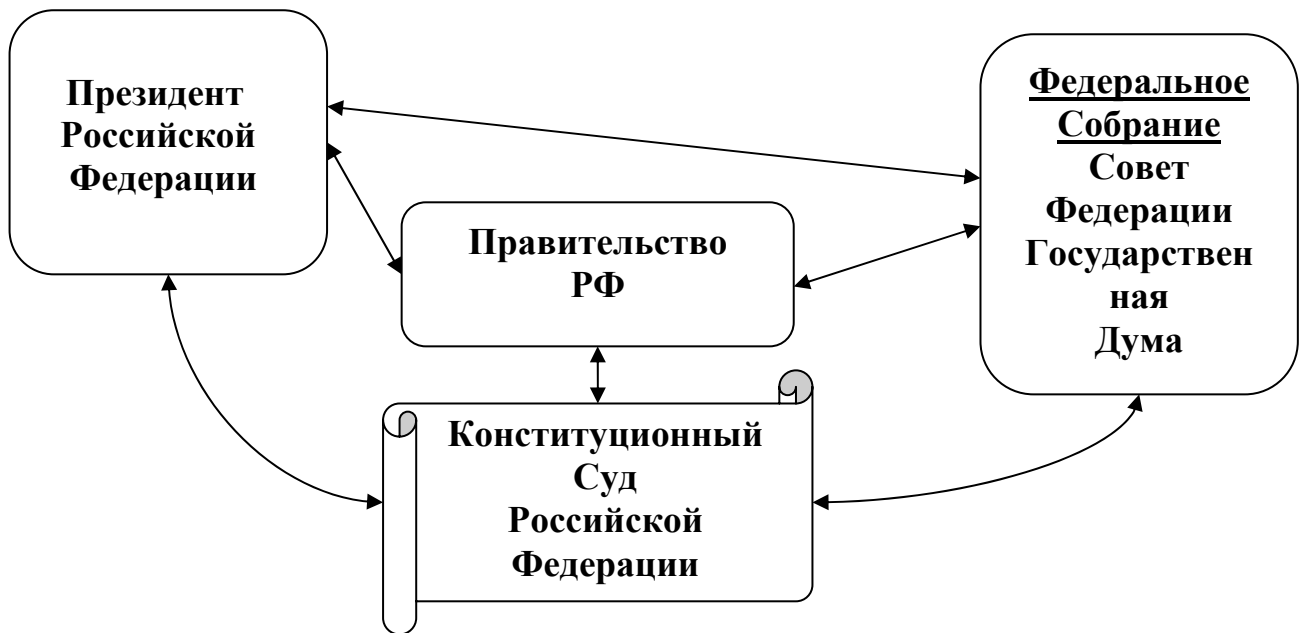 Президент
Российской
Федерации
Федеральное
Собрание
Совет
Федерации
Государствен
ная
Дума
Правительство
РФ
Конституционный
Суд
Российской
Федерации